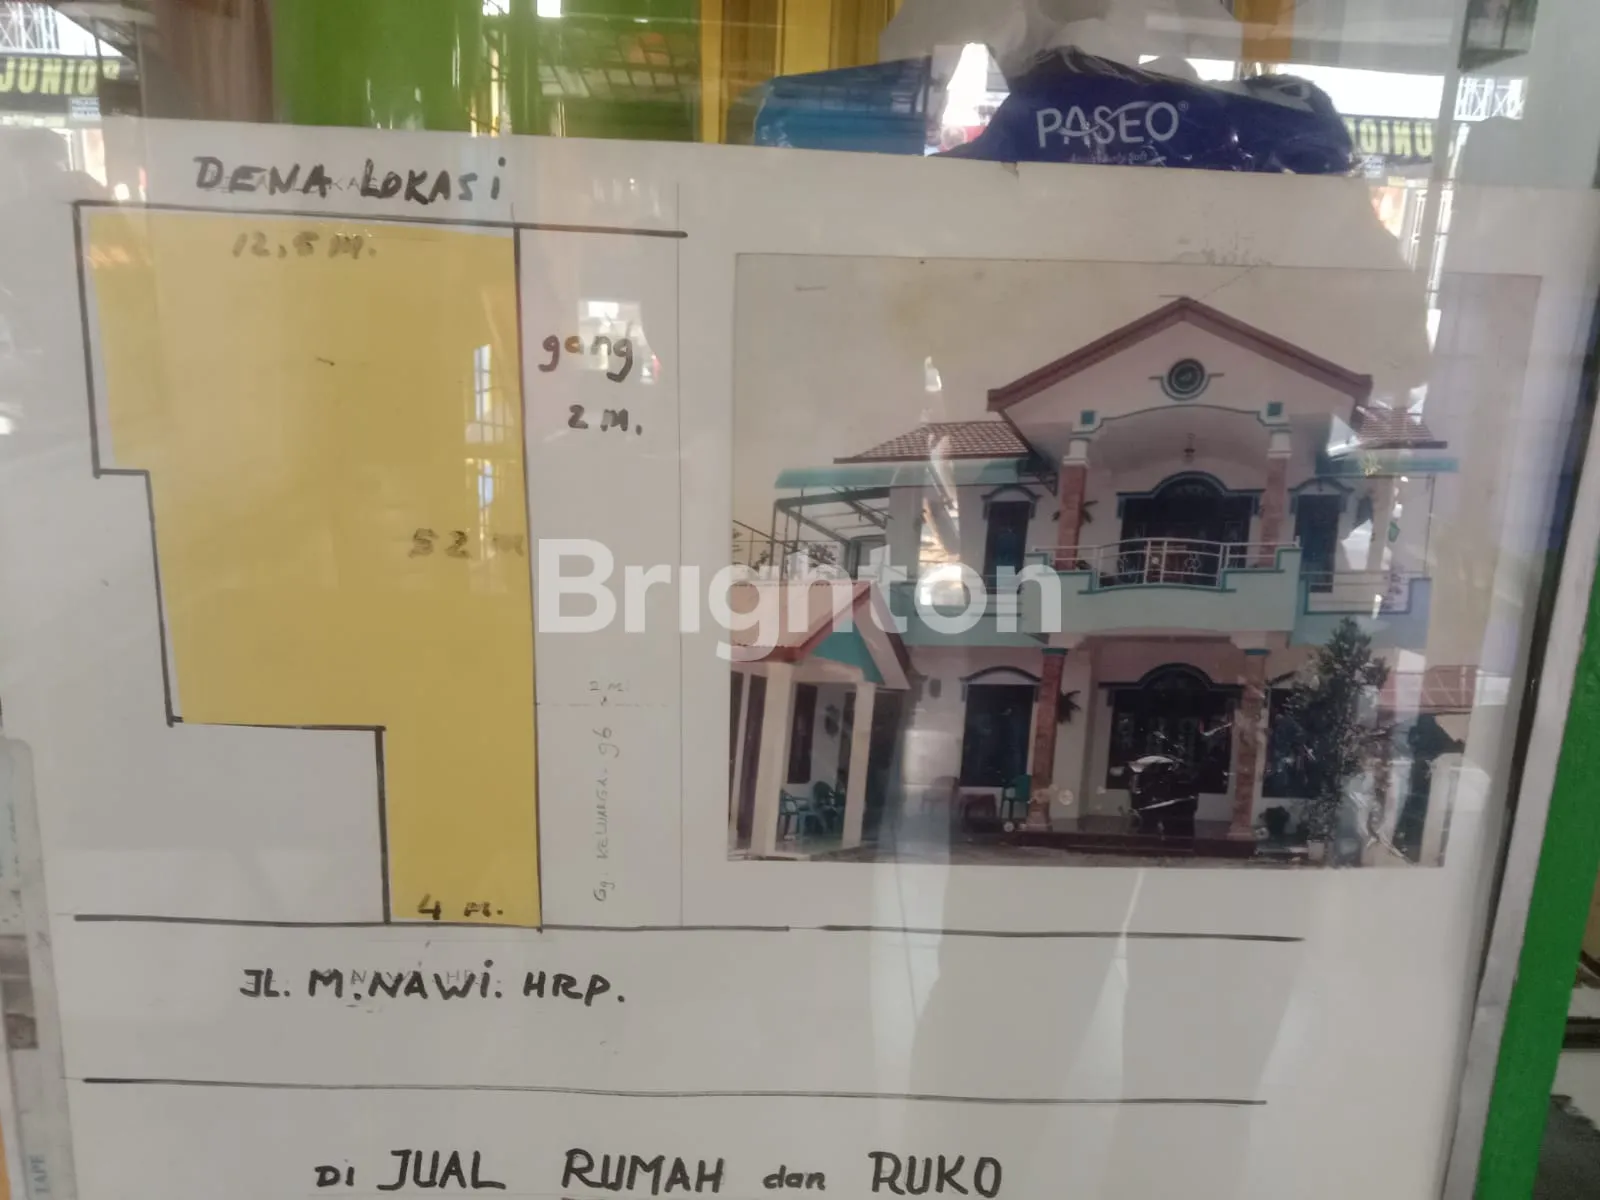 PASEO
DENA LOKASi
12,5 M.
gang
2 M.
52 M
Brighton
2 M
Gg. KELUARGA 96
4 M.
JL. M.NAWi. HRP.
Di JUAL RUMAH dan RUKO